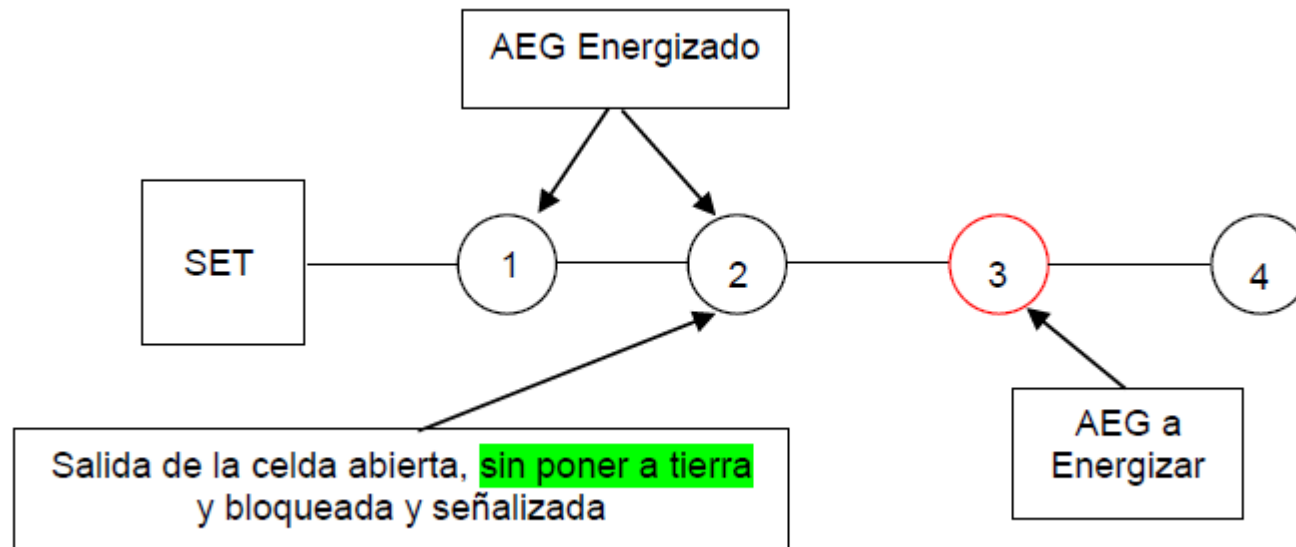 AEG Energizado
SET
1
2
3
4
Salida de la celda abierta, sin poner a tierra
y bloqueada y señalizada
AEG a
Energizar